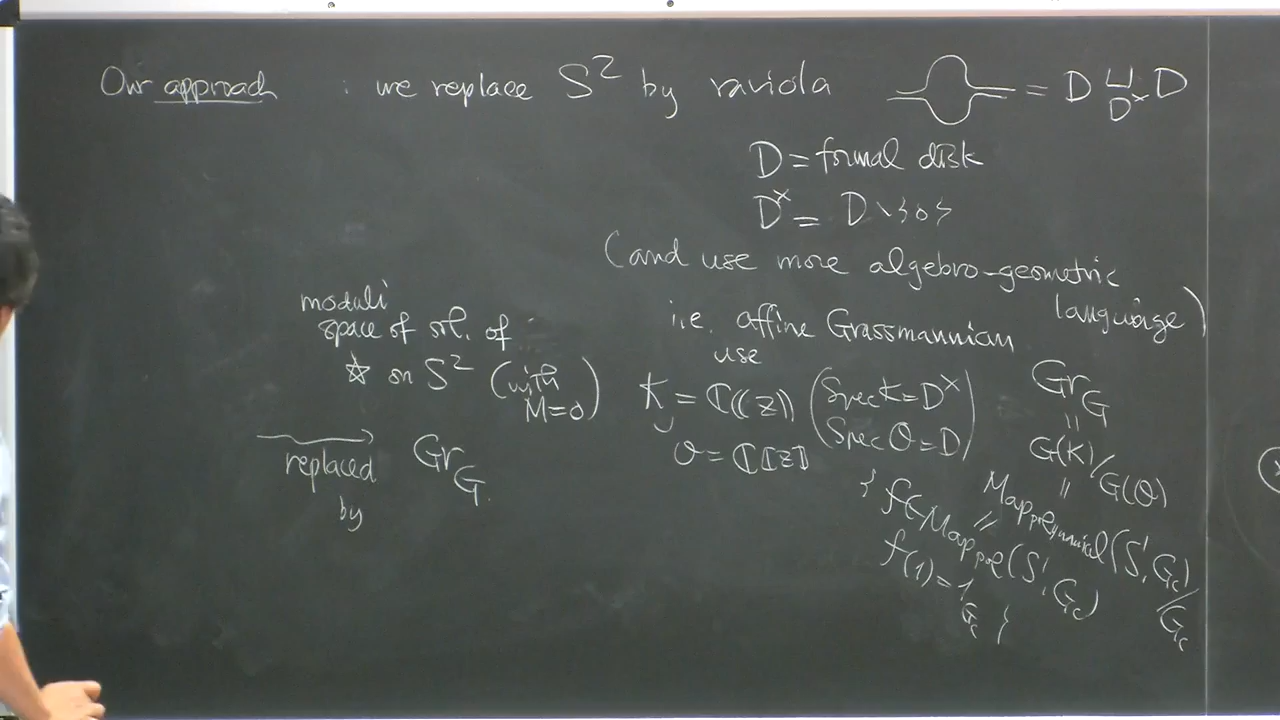 Our approach : we replace S² by raviola = D ⊔_{D^×} D
D = formal disk
D^× = D \ {0}
(and use more algebro-geometric
language)
moduli
space of sol. of
☆ on S² (with
M=0)
⟶
replaced
by
Gr_G
i.e. affine Grassmannian
use
K = ℂ((z))
O = ℂ[[z]]
(Spec K = D^×
Spec O = D)
Gr_G
=
G(K)/G(O)
=
Map_polynomial(S¹, G_c)/G_c
=
{ f ∈ Map_pol(S¹, G_c)
f(1) = 1_{G_c} }